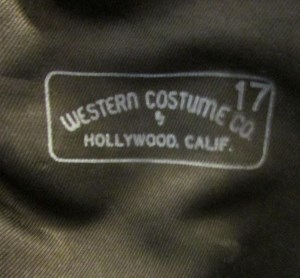 17
WESTERN COSTUME CO.
HOLLYWOOD, CALIF.